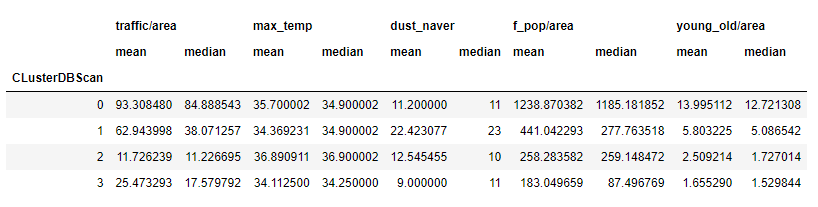 traffic/area max_temp dust_naver f_pop/area young_old/area
mean median mean median mean median mean median mean median
CLusterDBScan
0 93.308480 84.888543 35.700002 34.900002 11.200000 11 1238.870382 1185.181852 13.995112 12.721308
1 62.943998 38.071257 34.369231 34.900002 22.423077 23 441.042293 277.763518 5.803225 5.086542
2 11.726239 11.226695 36.890911 36.900002 12.545455 10 258.283582 259.148472 2.509214 1.727014
3 25.473293 17.579792 34.112500 34.250000 9.000000 11 183.049659 87.496769 1.655290 1.529844